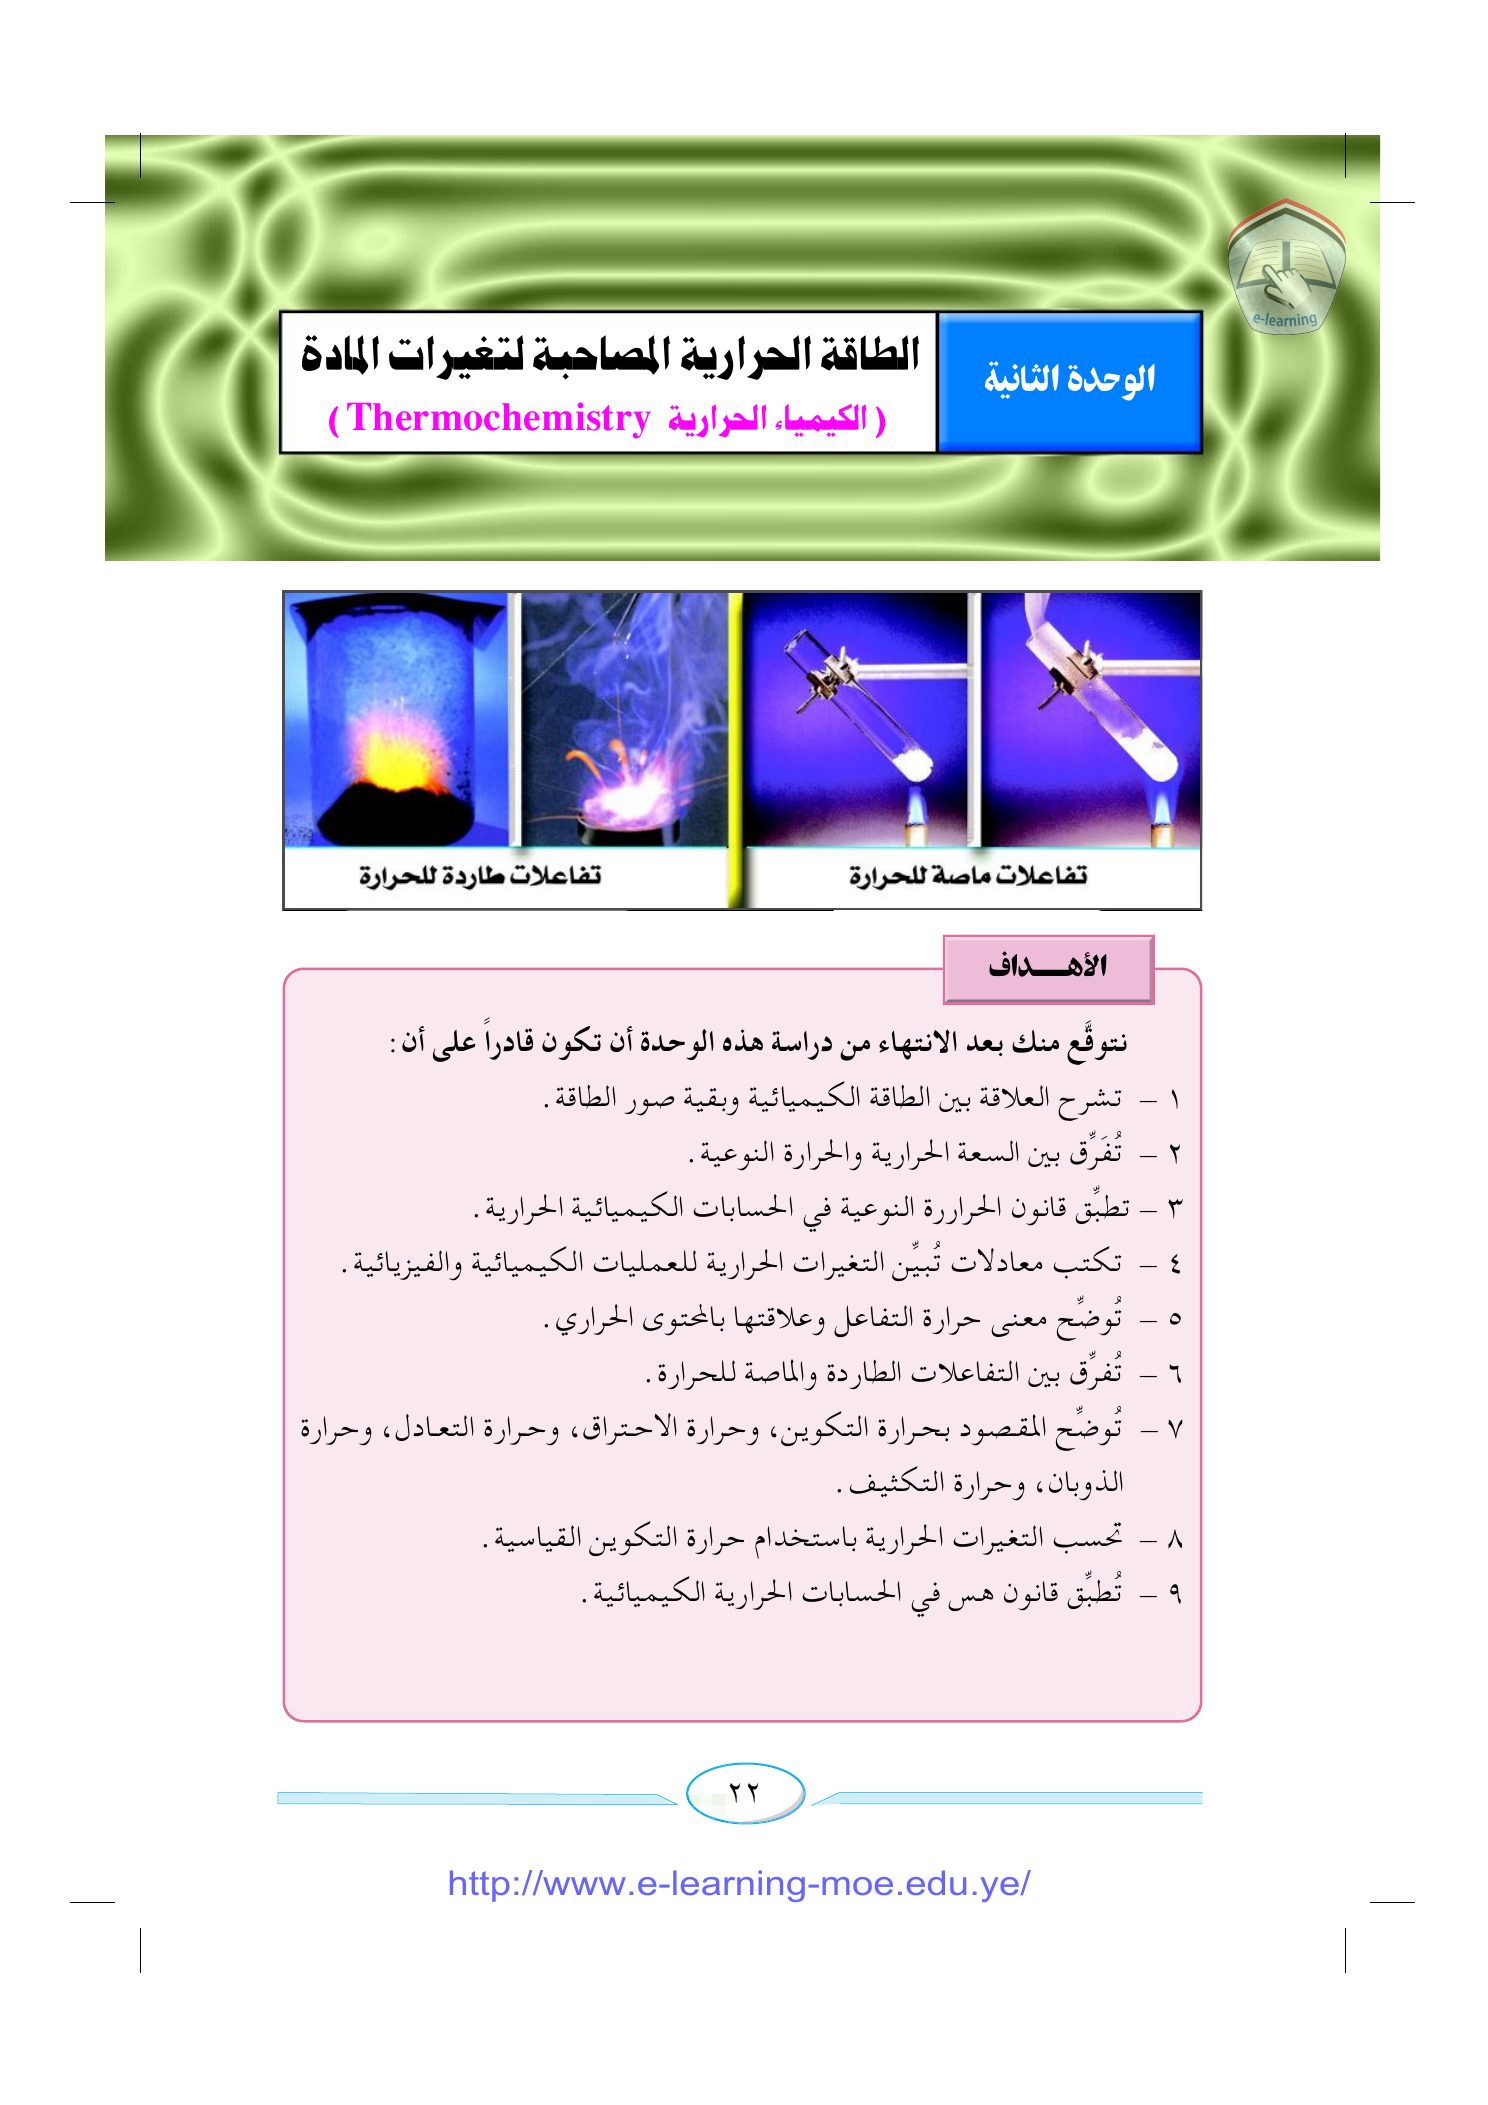 e-learning
الوحدة الثانية
الطاقة الحرارية المصاحبة لتغيرات المادة
( الكيمياء الحرارية Thermochemistry )
تفاعلات ماصة للحرارة
تفاعلات طاردة للحرارة
الأهـــداف
نتوقَّع منك بعد الانتهاء من دراسة هذه الوحدة أن تكون قادراً على أن :
١ – تشرح العلاقة بين الطاقة الكيميائية وبقية صور الطاقة .
٢ – تُفَرِّق بين السعة الحرارية والحرارة النوعية .
٣ – تطبِّق قانون الحراررة النوعية في الحسابات الكيميائية الحرارية .
٤ – تكتب معادلات تُبيِّن التغيرات الحرارية للعمليات الكيميائية والفيزيائية .
٥ – تُوضِّح معنى حرارة التفاعل وعلاقتها بالمحتوى الحراري .
٦ – تُفرِّق بين التفاعلات الطاردة والماصة للحرارة .
٧ – تُوضِّح المقصود بحرارة التكوين، وحرارة الاحتراق، وحرارة التعادل، وحرارة
الذوبان، وحرارة التكثيف .
٨ – تحسب التغيرات الحرارية باستخدام حرارة التكوين القياسية .
٩ – تُطبِّق قانون هس في الحسابات الحرارية الكيميائية .
٢٢
http://www.e-learning-moe.edu.ye/